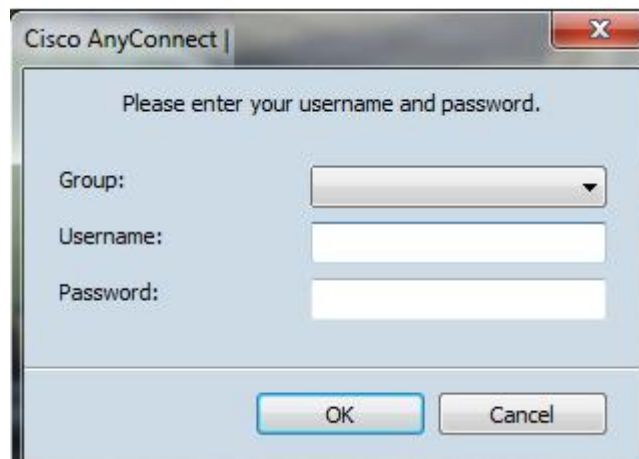 Cisco AnyConnect |
Please enter your username and password.
Group:
Username:
Password:
OK Cancel